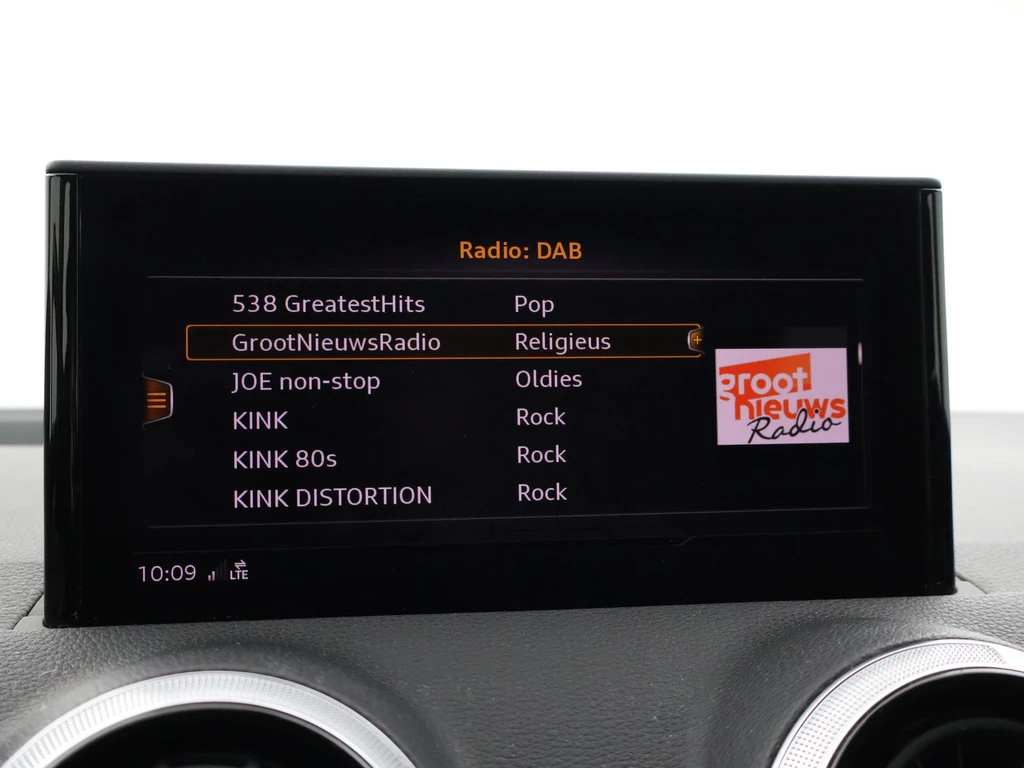 Radio: DAB
538 GreatestHits Pop
GrootNieuwsRadio Religieus
JOE non-stop Oldies
KINK Rock
KINK 80s Rock
KINK DISTORTION Rock
groot
nieuws
Radio
10:09 LTE